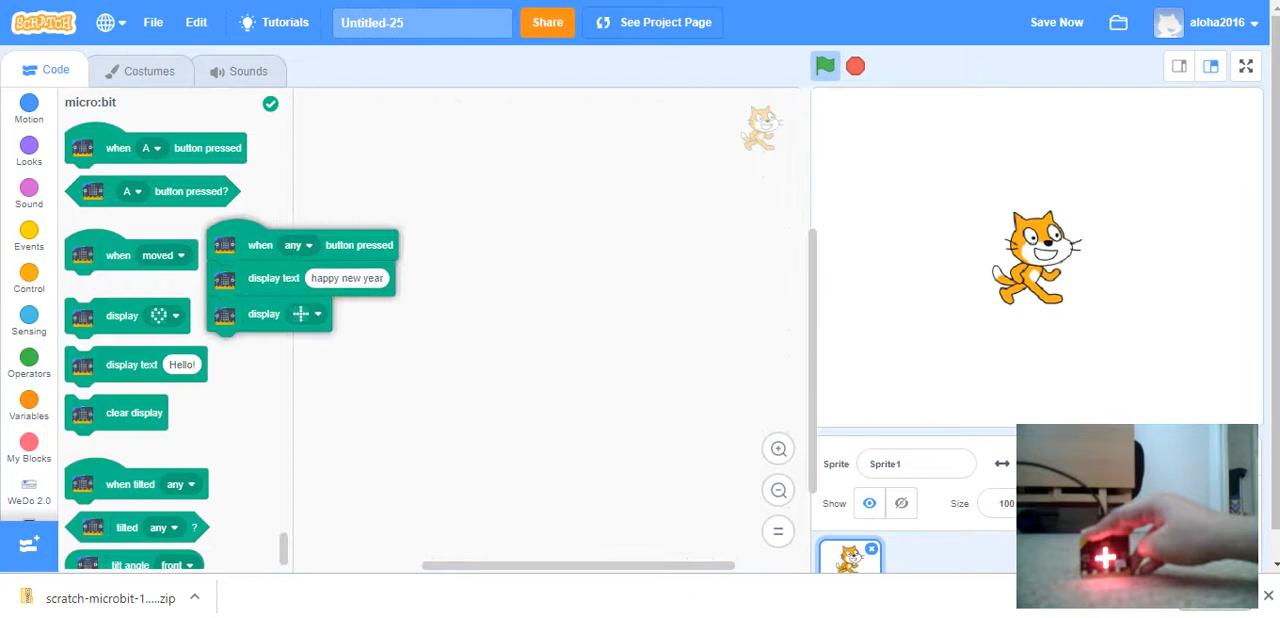 SCRATCH
File
Edit
Tutorials
Untitled-25
Share
See Project Page
Save Now
aloha2016
Code
Costumes
Sounds
Motion
Looks
Sound
Events
Control
Sensing
Operators
Variables
My Blocks
WeDo 2.0
micro:bit
when A button pressed
A button pressed?
when moved
display
display text Hello!
clear display
when tilted any
tilted any ?
tilt angle front
when any button pressed
display text happy new year
display
Sprite
Sprite1
Show
Size
100
scratch-microbit-1.....zip